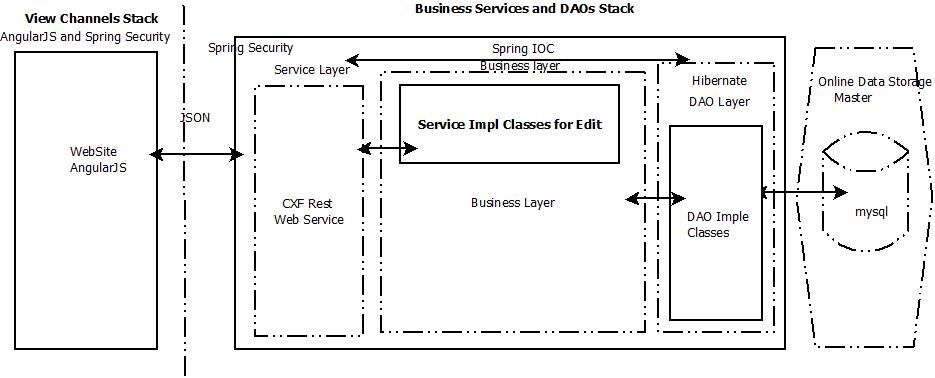 View Channels Stack
AngularJS and Spring Security
Business Services and DAOs Stack
Spring Security
Spring IOC
Service Layer
Business layer
Hibernate
DAO Layer
Online Data Storage
Master
JSON
WebSite
AngularJS
Service Impl Classes for Edit
CXF Rest
Web Service
Business Layer
DAO Imple
Classes
mysql